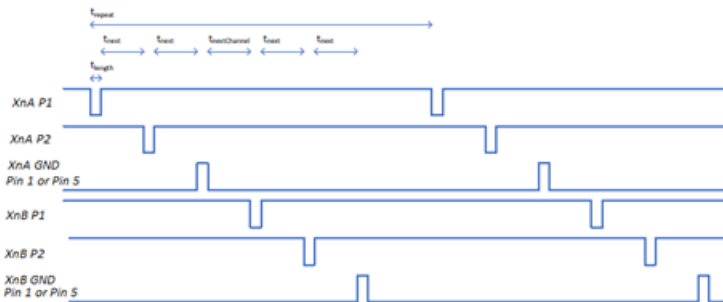 trepeat
tnext tnext tnextChannel tnext tnext
tlength
XnA P1
XnA P2
XnA GND
Pin 1 or Pin 5
XnB P1
XnB P2
XnB GND
Pin 1 or Pin 5